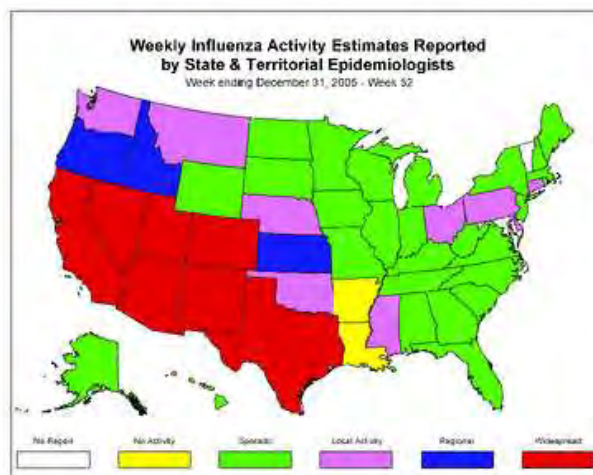 Weekly Influenza Activity Estimates Reported
by State & Territorial Epidemiologists
Week ending December 31, 2005 - Week 52
No Report No Activity Sporadic Local Activity Regional Widespread